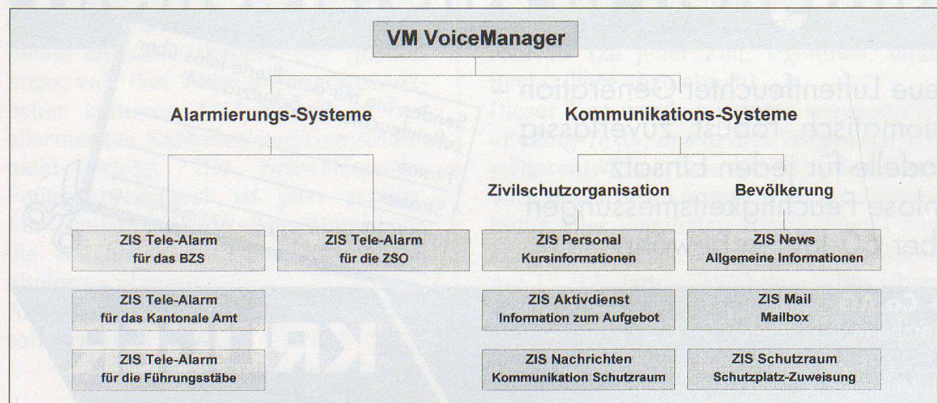 VM VoiceManager
Alarmierungs-Systeme
Kommunikations-Systeme
Zivilschutzorganisation
Bevölkerung
ZIS Tele-Alarm
für das BZS
ZIS Tele-Alarm
für die ZSO
ZIS Personal
Kursinformationen
ZIS News
Allgemeine Informationen
ZIS Tele-Alarm
für das Kantonale Amt
ZIS Aktivdienst
Information zum Aufgebot
ZIS Mail
Mailbox
ZIS Tele-Alarm
für die Führungsstäbe
ZIS Nachrichten
Kommunikation Schutzraum
ZIS Schutzraum
Schutzplatz-Zuweisung